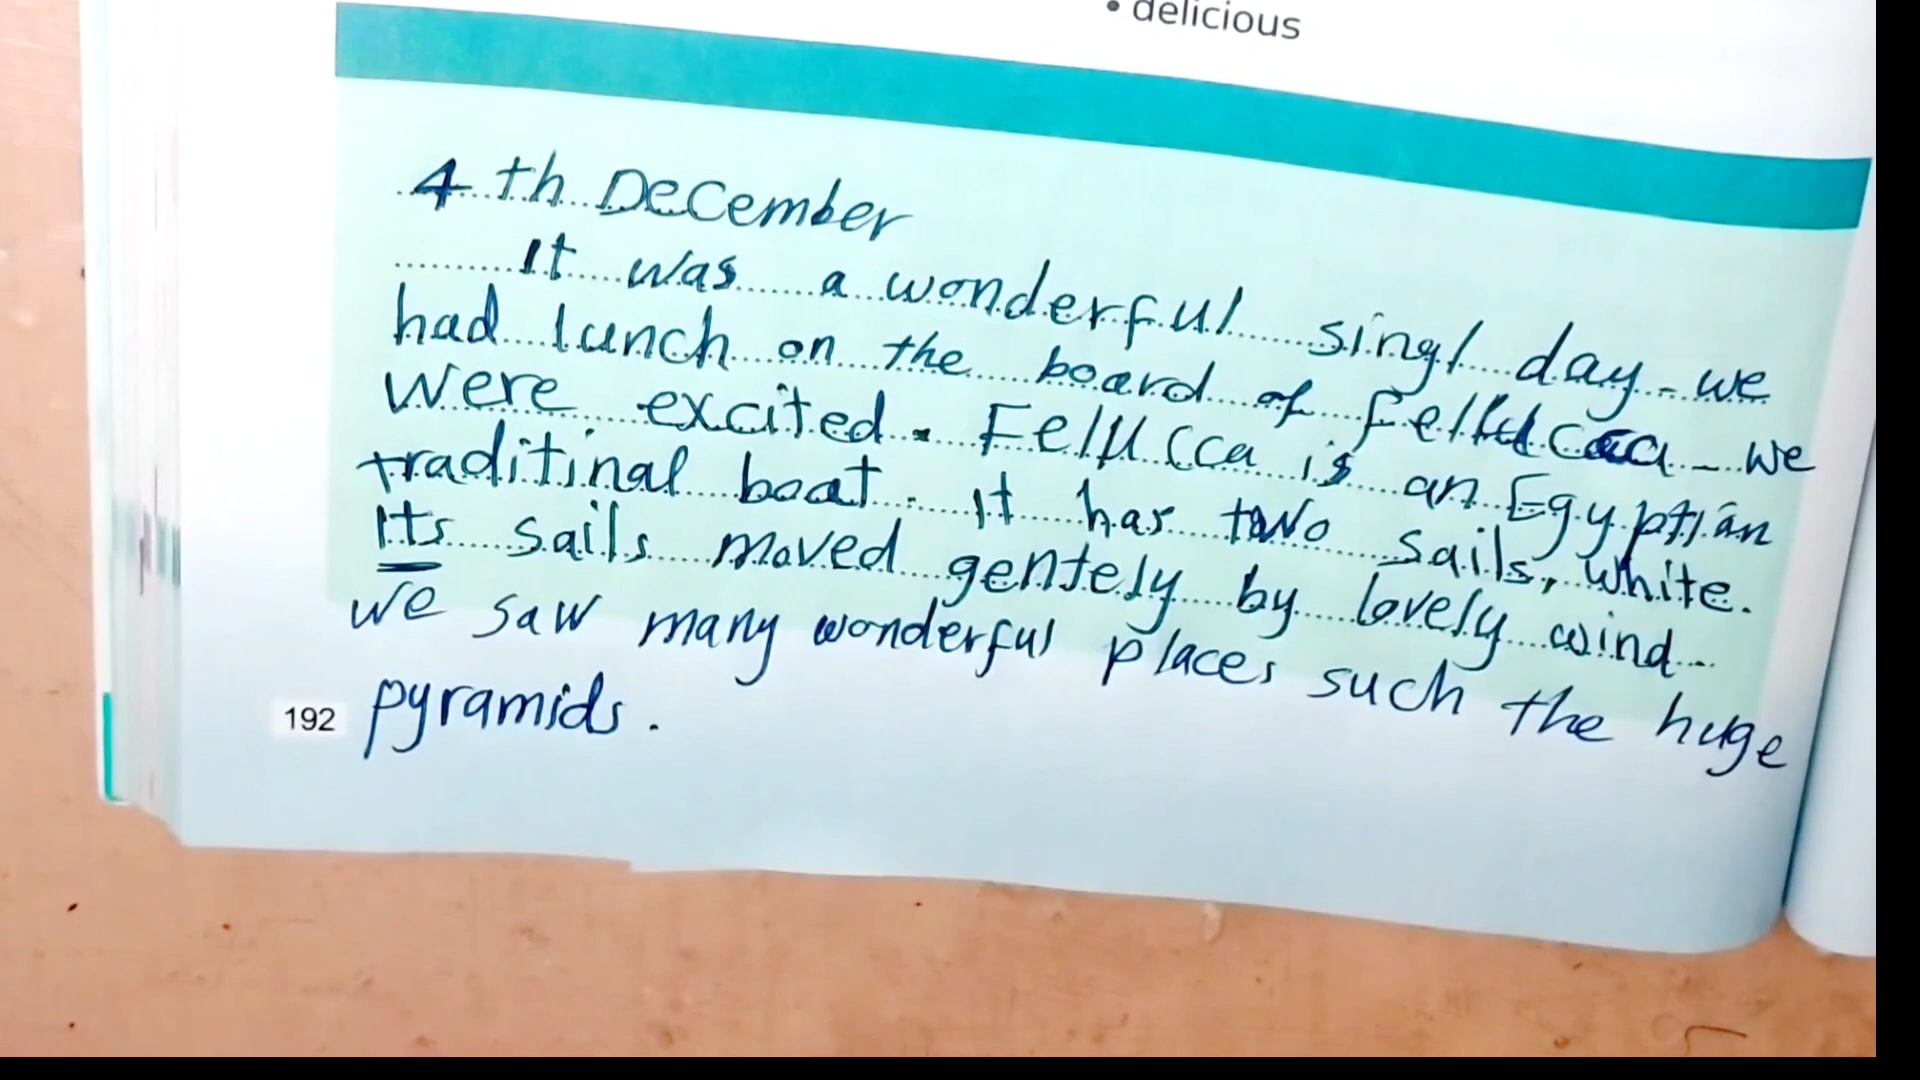 • delicious
4 th December
It was a wonderful singl day - we
had lunch on the board of Felluccca - we
were excited. Felucca is an Egyptian
traditinal boat. It has two sails, white.
Its sails moved gentely by lovely wind -
we saw many wonderful places such the huge
192 pyramids.